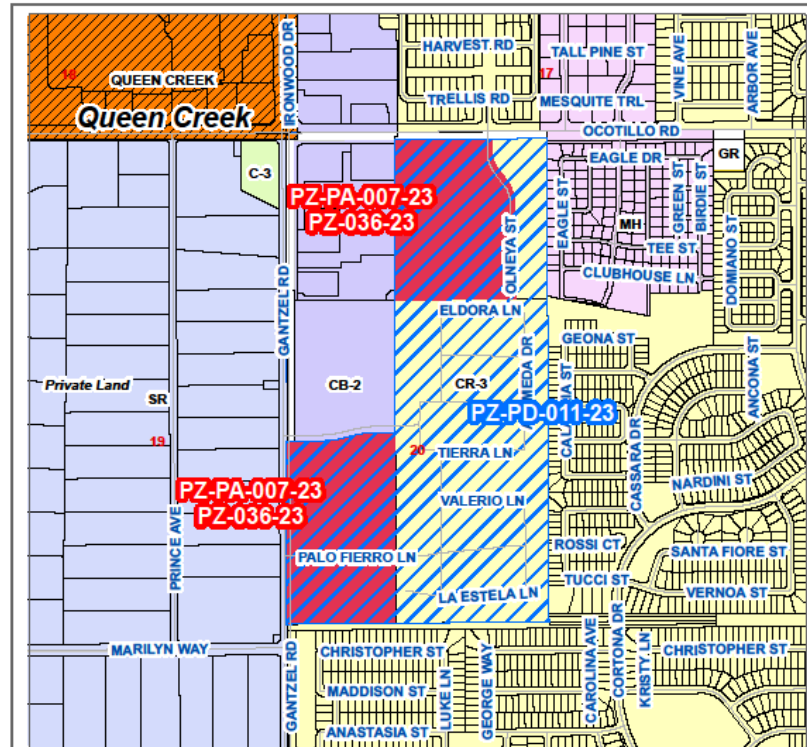 IRONWOOD DR
HARVEST RD
TALL PINE ST
VINE AVE
ARBOR AVE
18
QUEEN CREEK
17
TRELLIS RD
MESQUITE TRL
Queen Creek
OCOTILLO RD
EAGLE DR
GR
C-3
PZ-PA-007-23
PZ-036-23
OLNEYA ST
EAGLE ST
GREEN ST
BIRDIE ST
MH
TEE ST
CLUBHOUSE LN
DOMIANO ST
GANTZEL RD
ELDORA LN
GEONA ST
Private Land
SR
CB-2
CR-3
PZ-PD-011-23
ANCONA ST
19
20
TIERRA LN
CASSARA DR
NARDINI ST
PZ-PA-007-23
PZ-036-23
VALERIO LN
PRINCE AVE
PALO FIERRO LN
ROSSI CT
SANTA FIORE ST
TUCCI ST
LA ESTELA LN
VERNOA ST
MARILYN WAY
GANTZEL RD
CHRISTOPHER ST
LUKE LN
GEORGE WAY
CAROLINA AVE
CORTONA DR
KRISTY LN
CHRISTOPHER ST
MADDISON ST
ANASTASIA ST